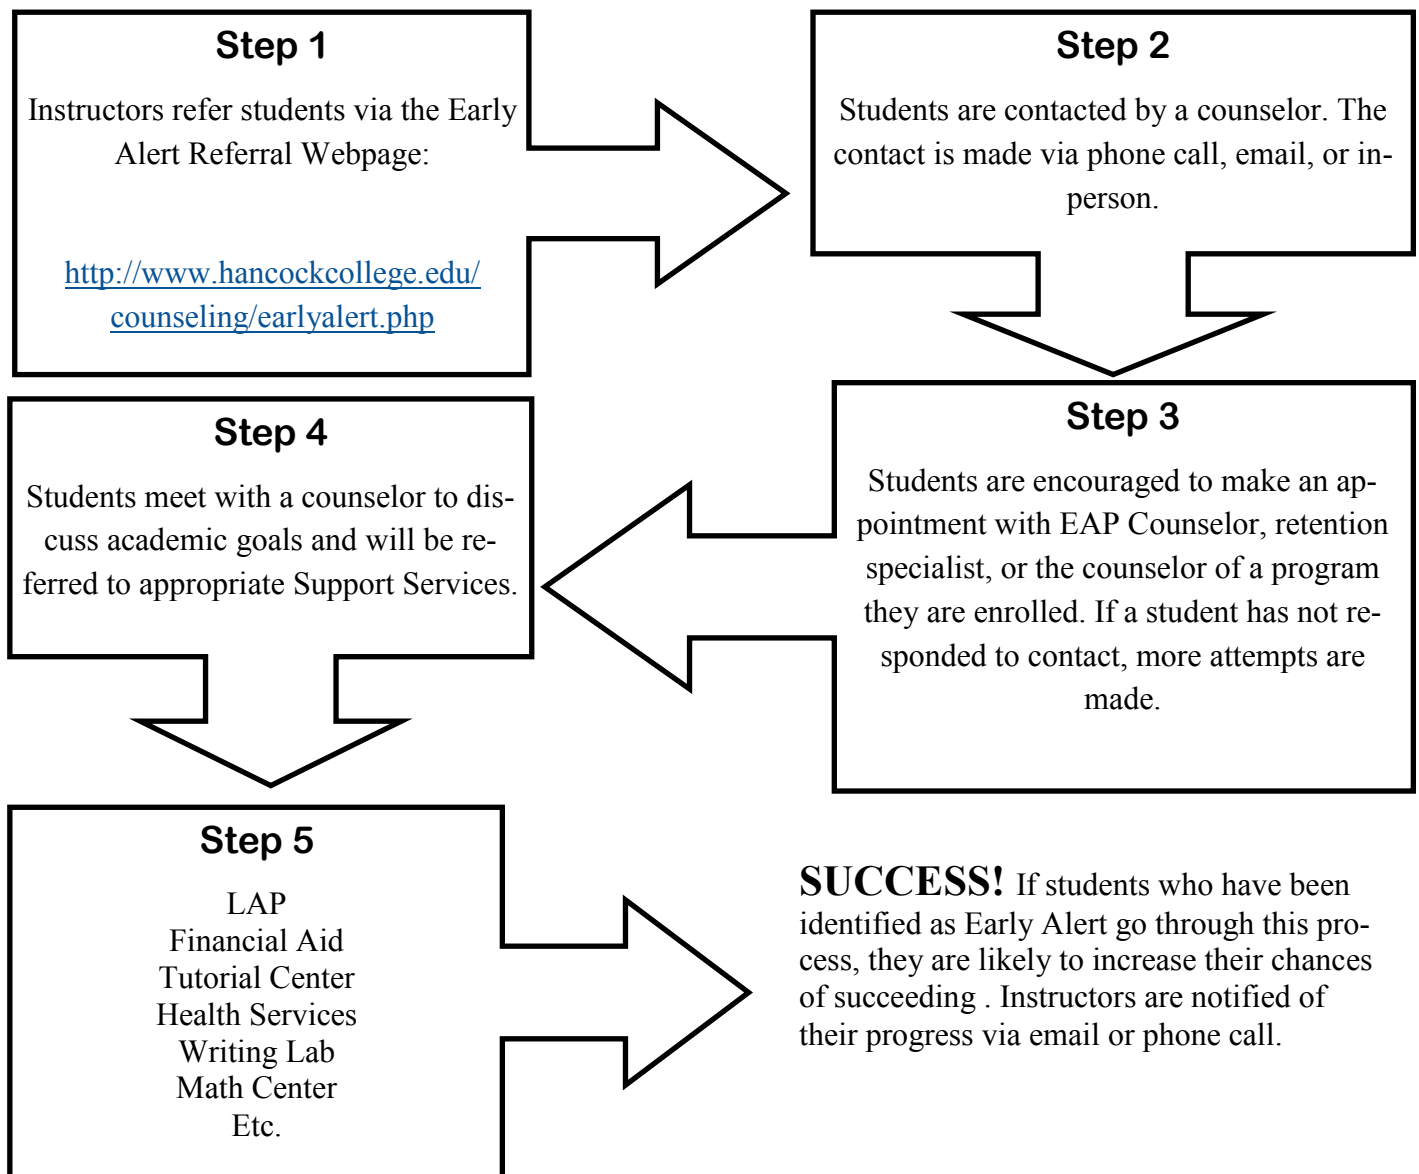 Step 1
Instructors refer students via the Early
Alert Referral Webpage:
http://www.hancockcollege.edu/
counseling/earlyalert.php
Step 2
Students are contacted by a counselor. The
contact is made via phone call, email, or in-
person.
Step 3
Students are encouraged to make an ap-
pointment with EAP Counselor, retention
specialist, or the counselor of a program
they are enrolled. If a student has not re-
sponded to contact, more attempts are
made.
Step 4
Students meet with a counselor to dis-
cuss academic goals and will be re-
ferred to appropriate Support Services.
Step 5
LAP
Financial Aid
Tutorial Center
Health Services
Writing Lab
Math Center
Etc.
SUCCESS! If students who have been
identified as Early Alert go through this pro-
cess, they are likely to increase their chances
of succeeding . Instructors are notified of
their progress via email or phone call.